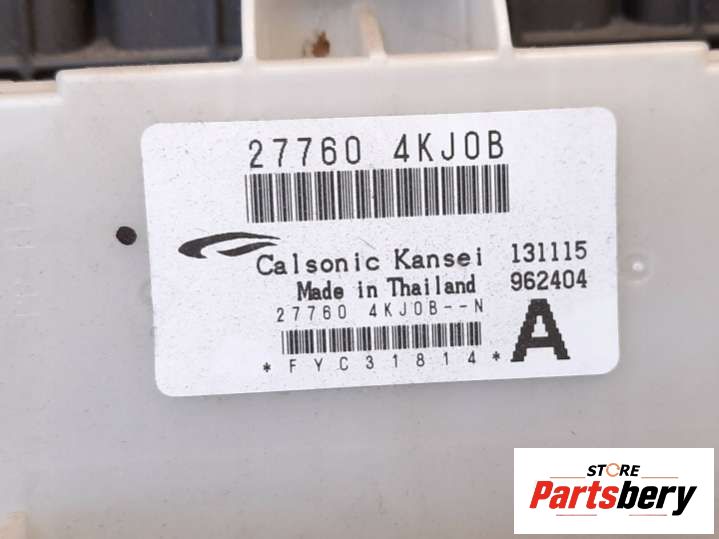 27760 4KJ0B
Calsonic Kansei 131115
Made in Thailand 962404
27760 4KJ0B--N
A
*FYC31814*
STORE
Partsbery